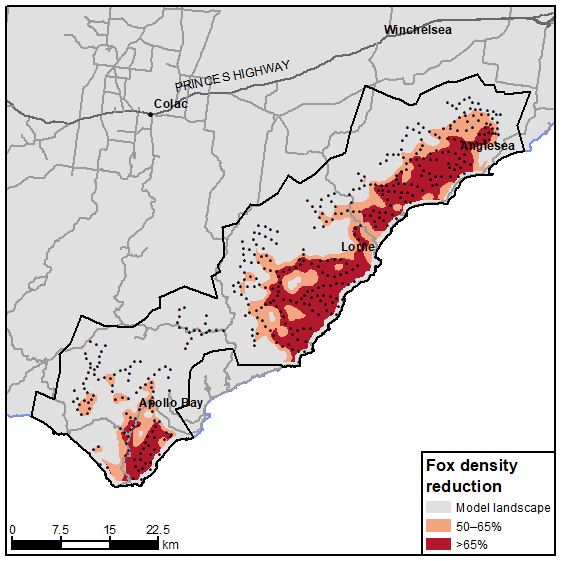 Winchelsea
PRINCES HIGHWAY
Colac
Anglesea
Lorne
Apollo Bay
Fox density
reduction
Model landscape
50–65%
>65%
0 7.5 15 22.5
km